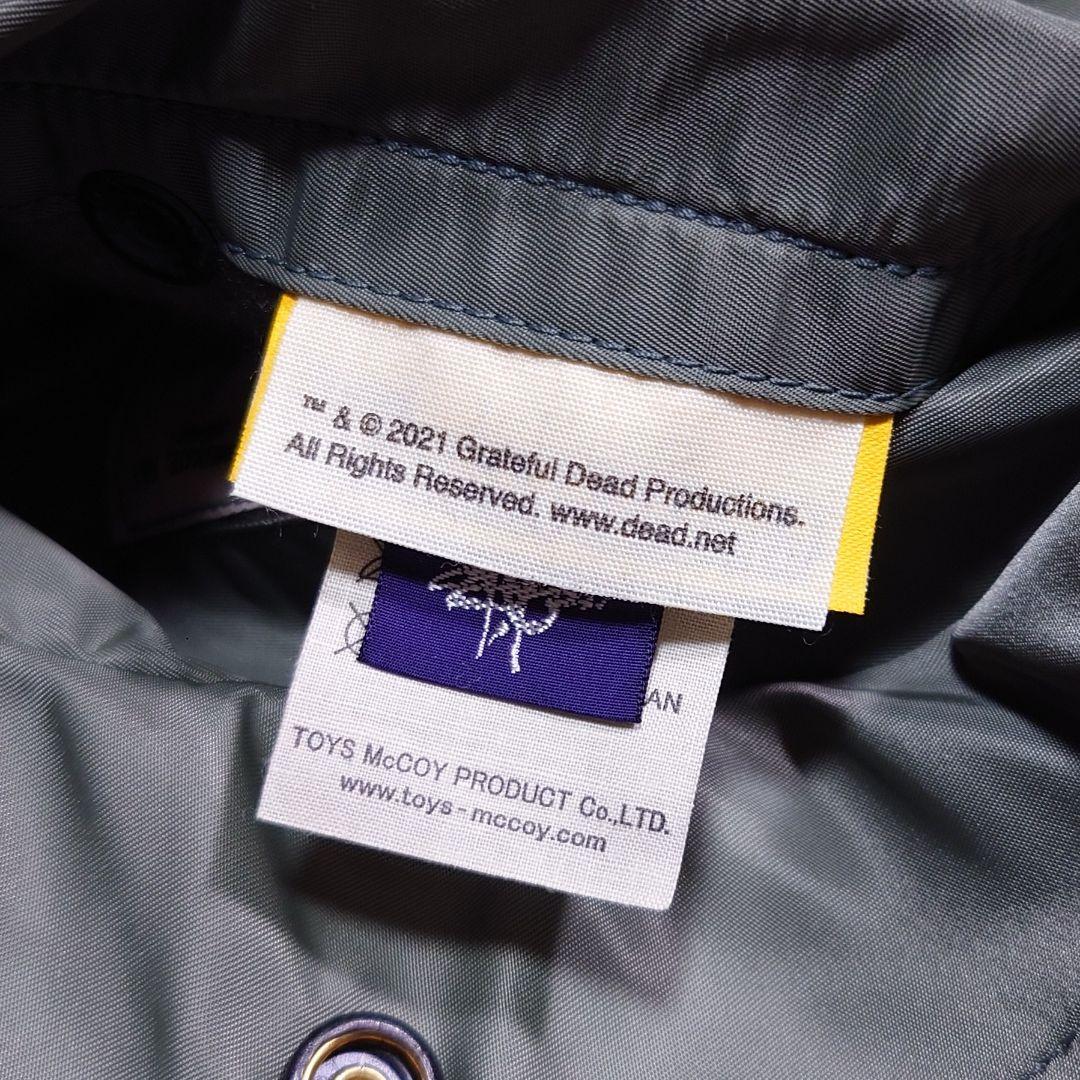 ™ & © 2021 Grateful Dead Productions.
All Rights Reserved. www.dead.net
AN
TOYS McCOY PRODUCT Co.,LTD.
www.toys-mccoy.com